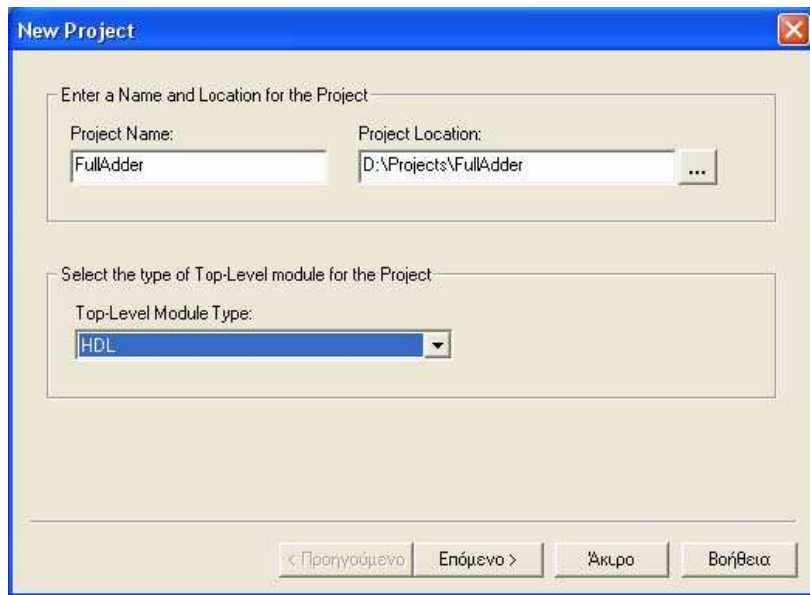 New Project
Enter a Name and Location for the Project
Project Name: Project Location:
FullAdder D:\Projects\FullAdder ...
Select the type of Top-Level module for the Project
Top-Level Module Type:
HDL
< Προηγούμενο Επόμενο > Άκυρο Βοήθεια